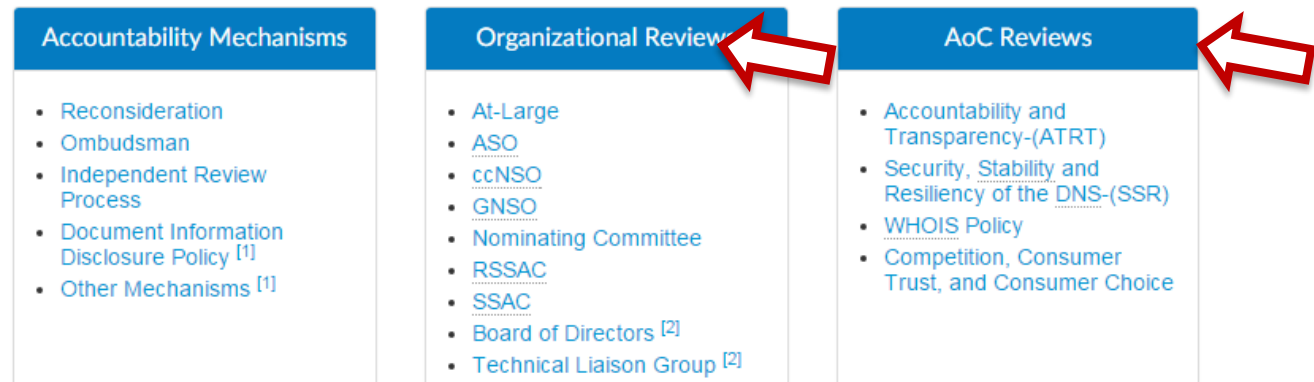 Accountability Mechanisms
Reconsideration
Ombudsman
Independent Review
Process
Document Information
Disclosure Policy [1]
Other Mechanisms [1]
Organizational Reviews
At-Large
ASO
ccNSO
GNSO
Nominating Committee
RSSAC
SSAC
Board of Directors [2]
Technical Liaison Group [2]
AoC Reviews
Accountability and
Transparency-(ATRT)
Security, Stability and
Resiliency of the DNS-(SSR)
WHOIS Policy
Competition, Consumer
Trust, and Consumer Choice